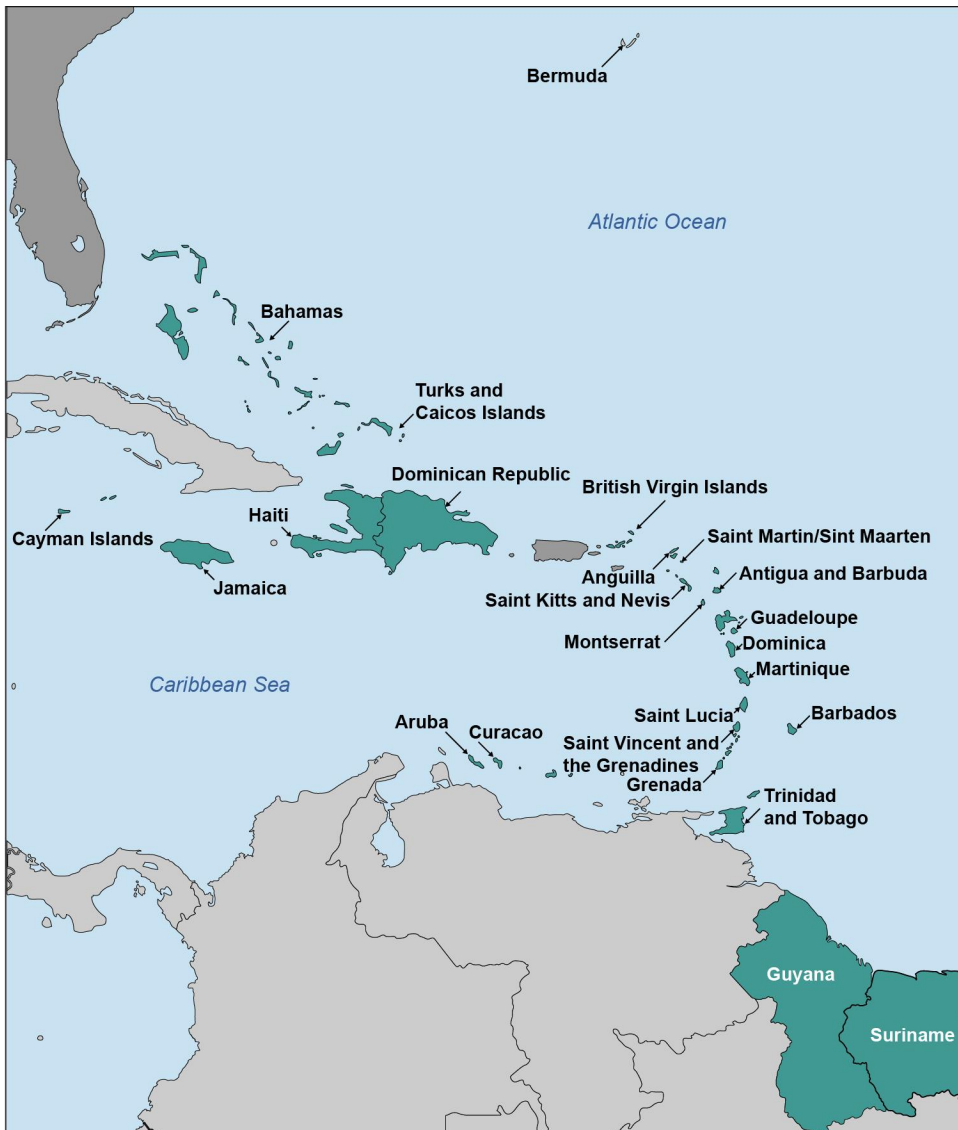 Bermuda
Atlantic Ocean
Bahamas
Turks and
Caicos Islands
Dominican Republic
British Virgin Islands
Haiti
Cayman Islands
Jamaica
Saint Martin/Sint Maarten
Anguilla
Antigua and Barbuda
Saint Kitts and Nevis
Guadeloupe
Montserrat
Dominica
Martinique
Caribbean Sea
Saint Lucia
Barbados
Aruba
Curacao
Saint Vincent and
the Grenadines
Grenada
Trinidad
and Tobago
Guyana
Suriname